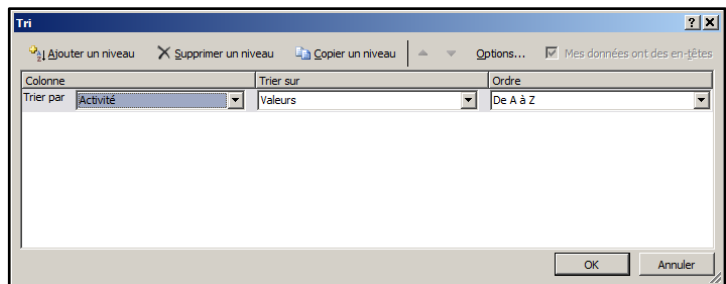 Tri
Ajouter un niveau Supprimer un niveau Copier un niveau Options... Mes données ont des en-têtes
Colonne Trier sur Ordre
Trier par Activité Valeurs De A à Z
OK Annuler